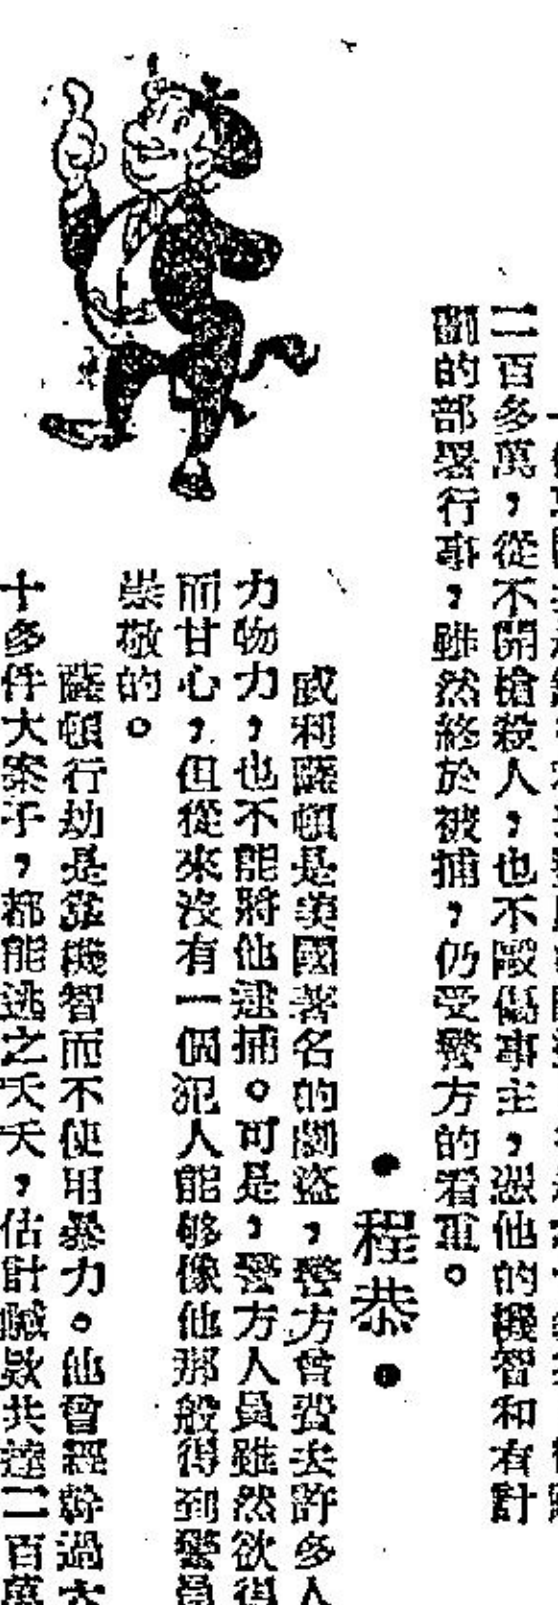 二百多萬，從不開槍殺人，也不毆傷事主，憑他的機智和有計
劃的部署行事，雖然終於被捕，仍受警方的看重。
•程恭•
威利薩頓是美國著名的劇盜，警方曾費去許多人
力物力，也不能將他逮捕。可是，警方人員雖然欲得
而甘心，但從來沒有一個犯人能够像他那般得到警員
崇敬的。
薩頓行劫是靠機智而不使用暴力。他曾經幹過六
十多件大案子，都能逃之夭夭，估計贓欵共達二百萬